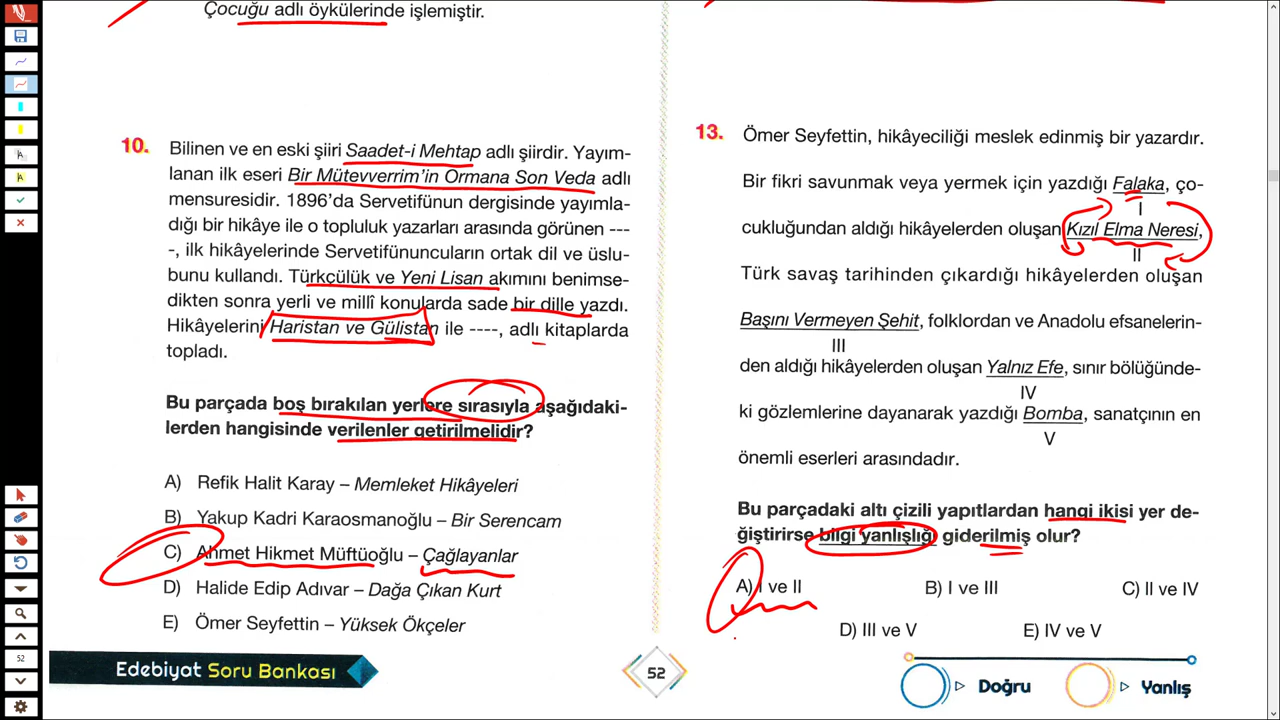 Çocuğu adlı öykülerinde işlemiştir.
10.
Bilinen ve en eski şiiri Saadet-i Mehtap adlı şiirdir. Yayım-
lanan ilk eseri Bir Mütevverrim'in Ormana Son Veda adlı
mensuresidir. 1896'da Servetifünun dergisinde yayımla-
dığı bir hikâye ile o topluluk yazarları arasında görünen ---
-, ilk hikâyelerinde Servetifünuncuların ortak dil ve üslu-
bunu kullandı. Türkçülük ve Yeni Lisan akımını benimse-
dikten sonra yerli ve millî konularda sade bir dille yazdı.
Hikâyelerini Haristan ve Gülistan ile ----, adlı kitaplarda
topladı.
Bu parçada boş bırakılan yerlere sırasıyla aşağıdaki-
lerden hangisinde verilenler getirilmelidir?
A) Refik Halit Karay – Memleket Hikâyeleri
B) Yakup Kadri Karaosmanoğlu – Bir Serencam
C) Ahmet Hikmet Müftüoğlu – Çağlayanlar
D) Halide Edip Adıvar – Dağa Çıkan Kurt
E) Ömer Seyfettin – Yüksek Ökçeler
13.
Ömer Seyfettin, hikâyeciliği meslek edinmiş bir yazardır.
Bir fikri savunmak veya yermek için yazdığı Falaka, ço-
I
cukluğundan aldığı hikâyelerden oluşan Kızıl Elma Neresi,
II
Türk savaş tarihinden çıkardığı hikâyelerden oluşan
Başını Vermeyen Şehit, folklordan ve Anadolu efsanelerin-
III
den aldığı hikâyelerden oluşan Yalnız Efe, sınır bölüğünde-
IV
ki gözlemlerine dayanarak yazdığı Bomba, sanatçının en
V
önemli eserleri arasındadır.
Bu parçadaki altı çizili yapıtlardan hangi ikisi yer de-
ğiştirirse bilgi yanlışlığı giderilmiş olur?
A) I ve II
B) I ve III
C) II ve IV
D) III ve V
E) IV ve V
Edebiyat Soru Bankası
52
Doğru
Yanlış
52